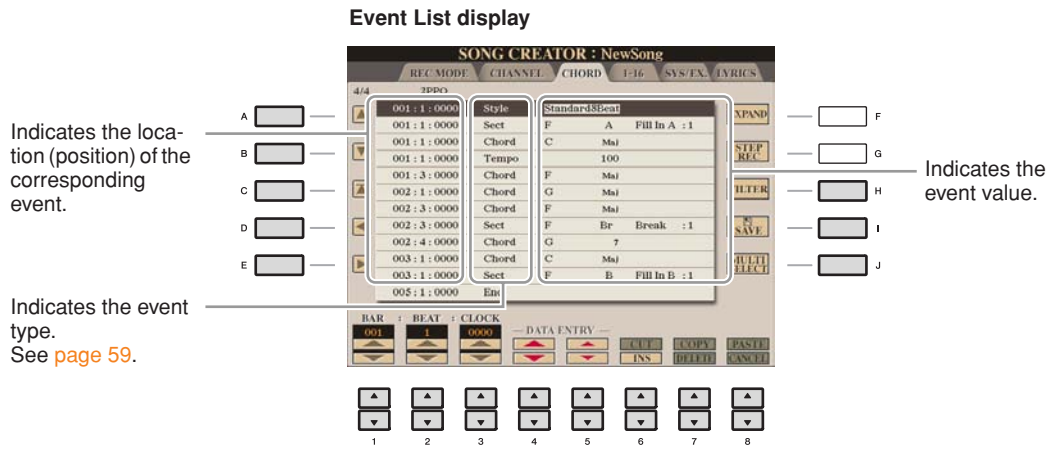 Event List display
SONG CREATOR : NewSong
REC MODE CHANNEL CHORD 1-16 SYS/EX. LYRICS
4/4 2PPQ
001 : 1 : 0000 Style Standard8Beat
001 : 1 : 0000 Sect F A Fill In A : 1
001 : 1 : 0000 Chord C Maj
001 : 1 : 0000 Tempo 100
001 : 3 : 0000 Chord F Maj
002 : 1 : 0000 Chord G Maj
002 : 3 : 0000 Chord F Maj
002 : 3 : 0000 Sect F Br Break : 1
002 : 4 : 0000 Chord G 7
003 : 1 : 0000 Chord C Maj
003 : 1 : 0000 Sect F B Fill In B : 1
005 : 1 : 0000 End
XPAND
STEP
REC
FILTER
SAVE
MULTI
SELECT
BAR : BEAT : CLOCK
001 1 0000
DATA ENTRY
CUT COPY PASTE
INS DELETE CANCEL
A
B
C
D
E
F
G
H
I
J
1 2 3 4 5 6 7 8
Indicates the loca-
tion (position) of the
corresponding
event.
Indicates the event
type.
See page 59.
Indicates the
event value.